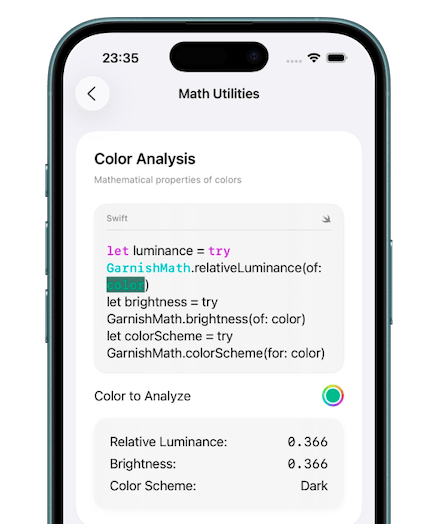 23:35
Math Utilities
Color Analysis
Mathematical properties of colors
Swift
let luminance = try
GarnishMath.relativeLuminance(of:
color)
let brightness = try
GarnishMath.brightness(of: color)
let colorScheme = try
GarnishMath.colorScheme(for: color)
Color to Analyze
Relative Luminance: 0.366
Brightness: 0.366
Color Scheme: Dark